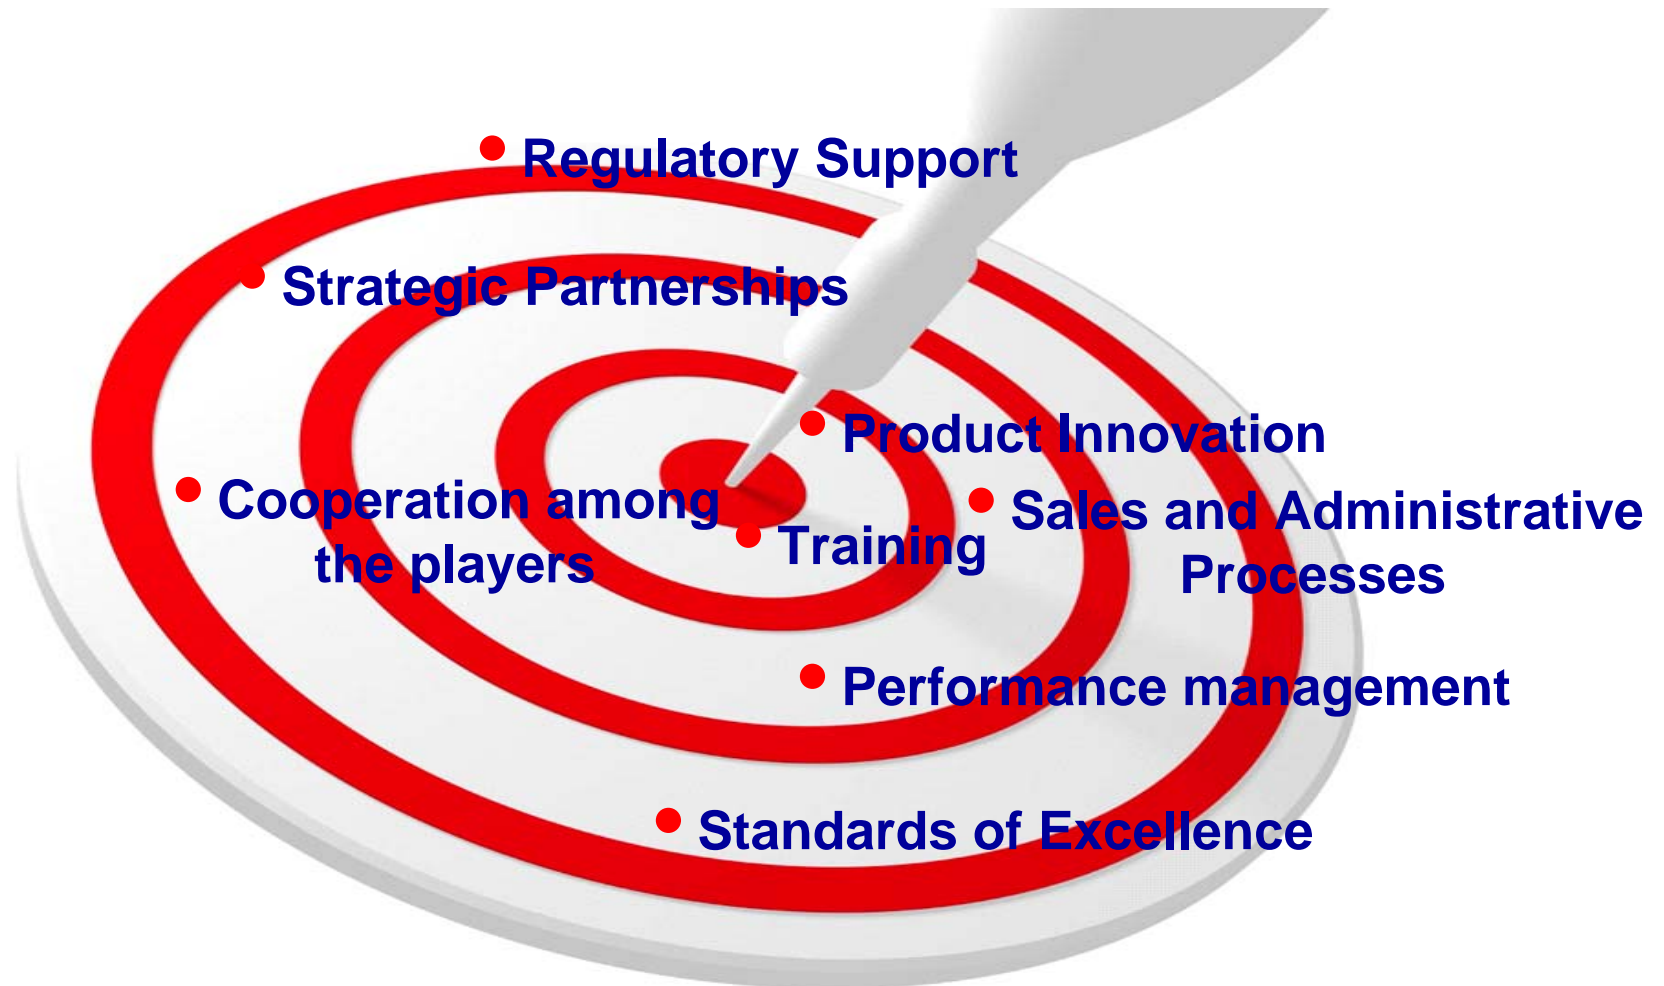 • Regulatory Support
• Strategic Partnerships
• Product Innovation
• Cooperation among
the players
• Sales and Administrative
Processes
• Training
• Performance management
• Standards of Excellence